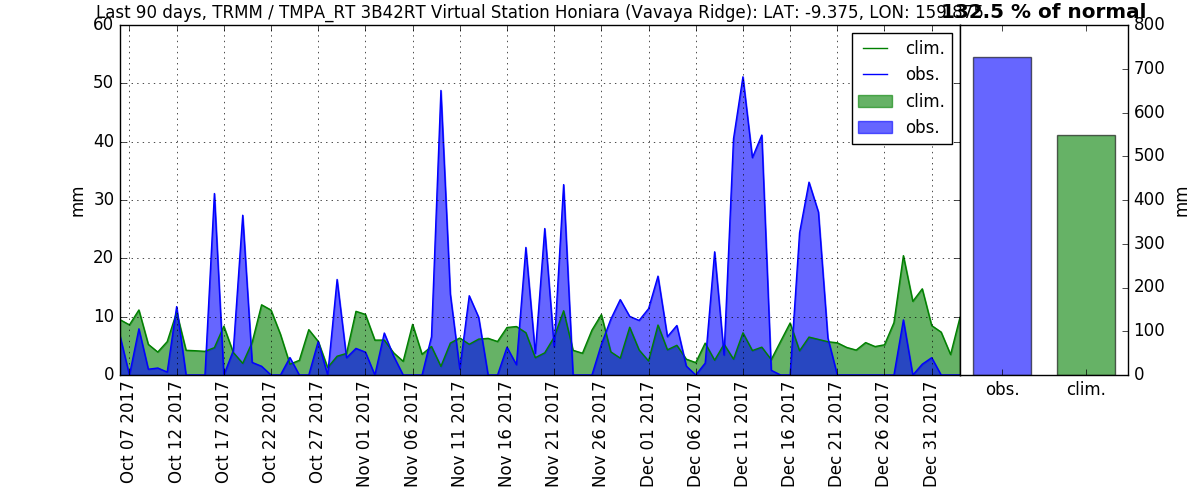 Last 90 days, TRMM / TMPA_RT 3B42RT Virtual Station Honiara (Vavaya Ridge): LAT: -9.375, LON:
132.5 % of normal
60
50
40
30
20
10
0
mm
clim.
obs.
clim.
obs.
Oct 07 2017
Oct 12 2017
Oct 17 2017
Oct 22 2017
Oct 27 2017
Nov 01 2017
Nov 06 2017
Nov 11 2017
Nov 16 2017
Nov 21 2017
Nov 26 2017
Dec 01 2017
Dec 06 2017
Dec 11 2017
Dec 16 2017
Dec 21 2017
Dec 26 2017
Dec 31 2017
800
700
600
500
400
300
200
100
0
mm
obs.
clim.